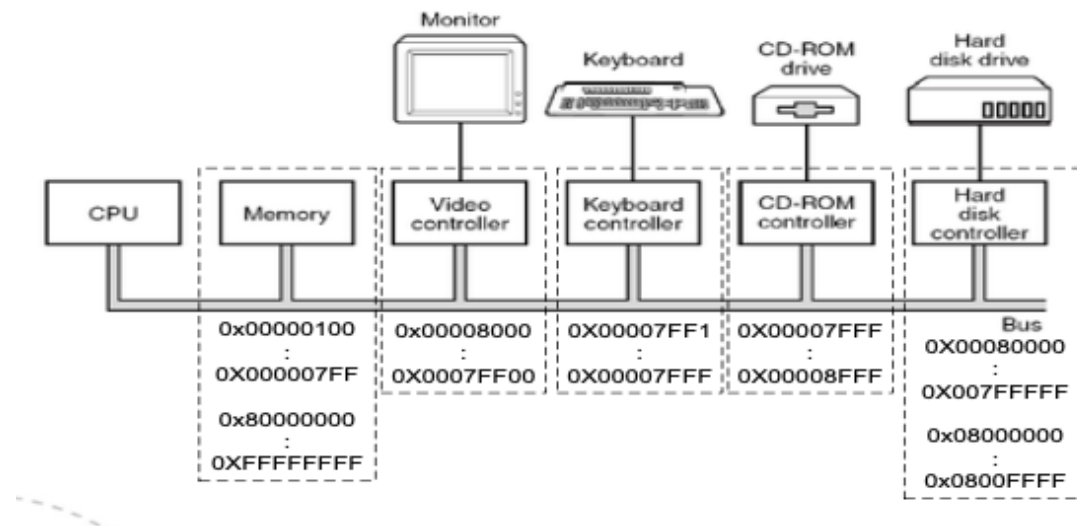 Monitor
Keyboard
CD-ROM
drive
Hard
disk drive
CPU
Memory
Video
controller
Keyboard
controller
CD-ROM
controller
Hard
disk
controller
Bus
0x00000100
:
0X000007FF
0x80000000
:
0XFFFFFFFF
0x00008000
:
0X0007FF00
0X00007FF1
:
0X00007FFF
0X00007FFF
:
0X00008FFF
0X00080000
:
0X007FFFFF
0x08000000
:
0x0800FFFF